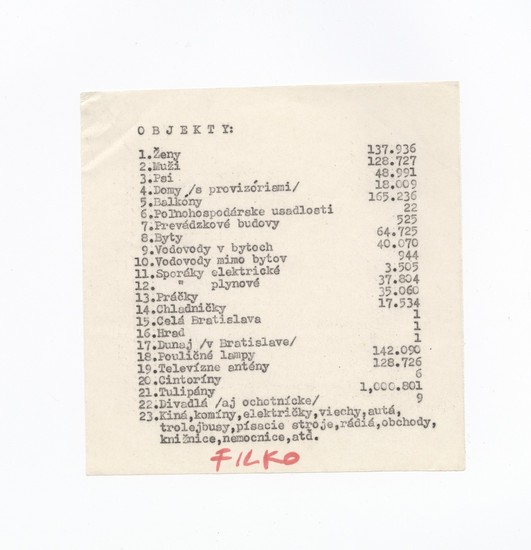 O B J E K T Y:
1.Ženy 137.936
2.Muži 128.727
3.Psi 48.991
4.Domy /s provizóriami/ 18.009
5.Balkóny 165.236
6.Poľnohospodárske usadlosti 22
7.Prevádzkové budovy 525
8.Byty 64.725
9.Vodovody v bytoch 40.070
10.Vodovody mimo bytov 944
11.Sporáky elektrické 3.505
12. " plynové 37.804
13.Práčky 35.060
14.Chladničky 17.534
15.Celá Bratislava 1
16.Hrad 1
17.Dunaj /v Bratislave/ 1
18.Pouličné lampy 142.090
19.Televízne antény 128.726
20.Cintoríny 6
21.Tulipány 1,000.801
22.Divadlá /aj ochotnícke/ 9
23.Kiná,komíny,električky,viechy,autá,
trolejbusy,písacie stroje,rádiá,obchody,
knižnice,nemocnice,atď.
FILKO